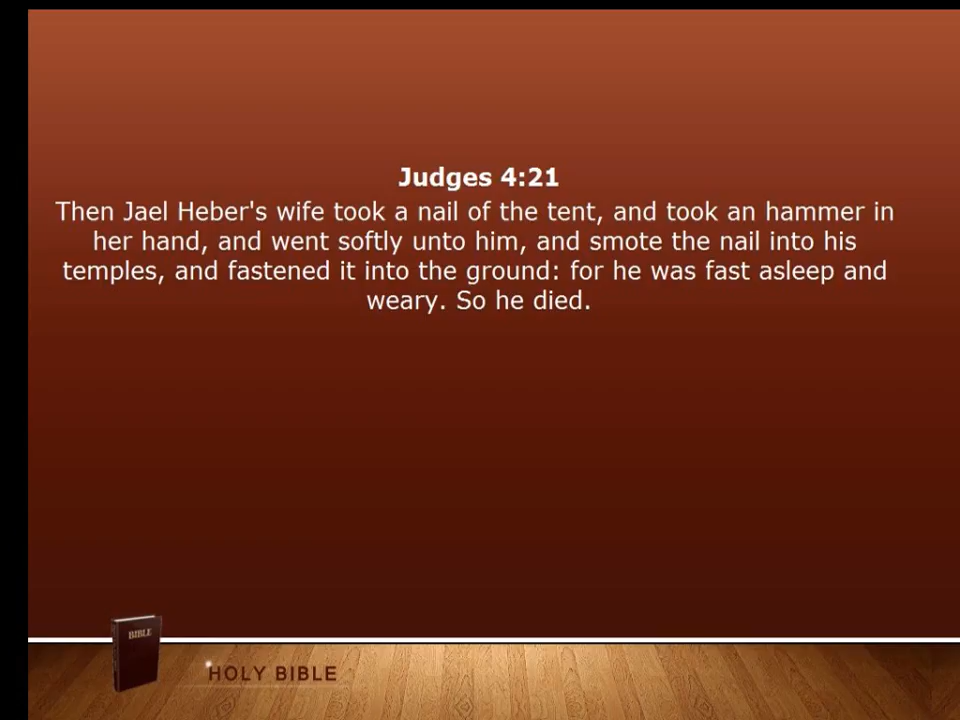 Judges 4:21
Then Jael Heber's wife took a nail of the tent, and took an hammer in
her hand, and went softly unto him, and smote the nail into his
temples, and fastened it into the ground: for he was fast asleep and
weary. So he died.
BIBLE
HOLY BIBLE